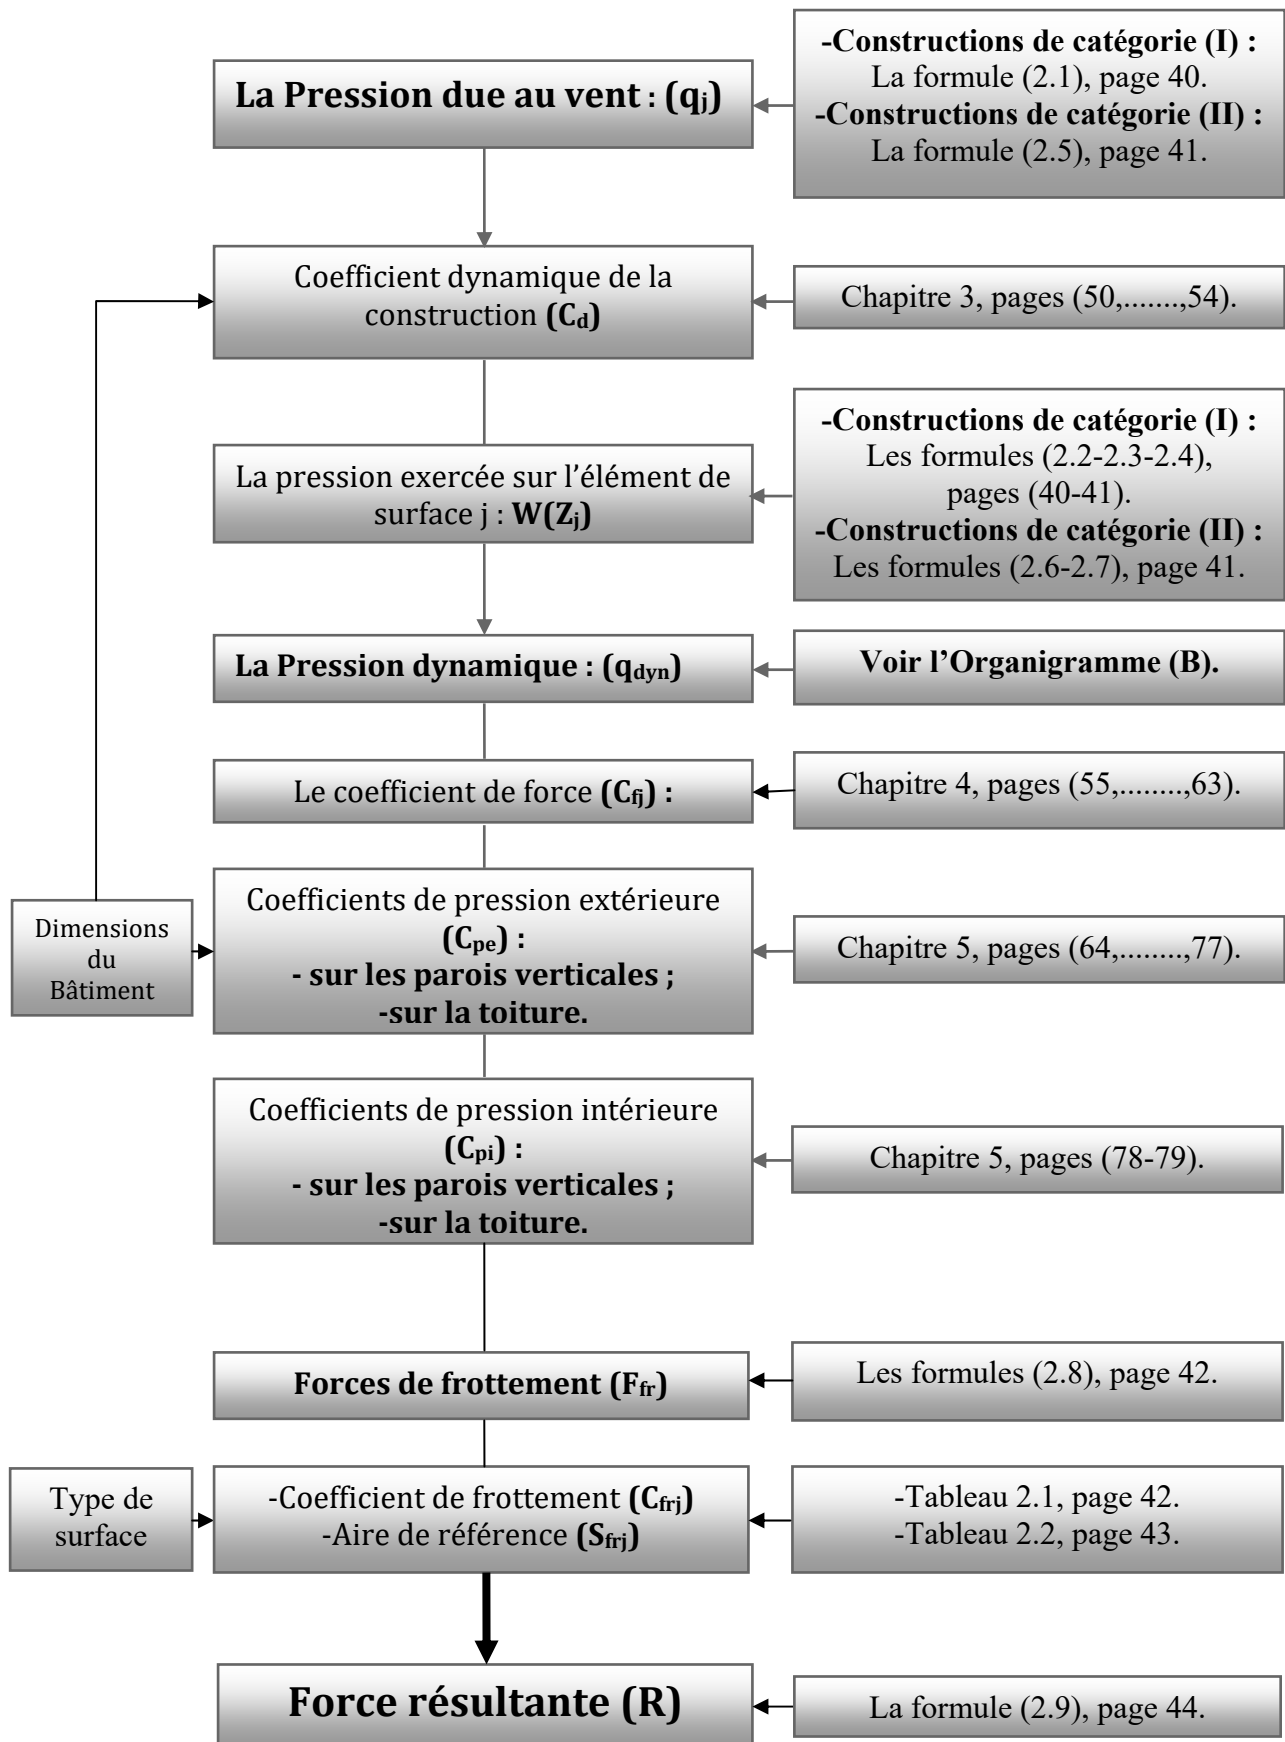 -Constructions de catégorie (I) :
La formule (2.1), page 40.
-Constructions de catégorie (II) :
La formule (2.5), page 41.
La Pression due au vent : (qj)
Coefficient dynamique de la
construction (Cd)
Chapitre 3, pages (50,.......,54).
-Constructions de catégorie (I) :
Les formules (2.2-2.3-2.4),
pages (40-41).
-Constructions de catégorie (II) :
Les formules (2.6-2.7), page 41.
La pression exercée sur l’élément de
surface j : W(Zj)
La Pression dynamique : (qdyn)
Voir l’Organigramme (B).
Le coefficient de force (Cfj) :
Chapitre 4, pages (55,........,63).
Dimensions
du
Bâtiment
Coefficients de pression extérieure
(Cpe) :
- sur les parois verticales ;
-sur la toiture.
Chapitre 5, pages (64,........,77).
Coefficients de pression intérieure
(Cpi) :
- sur les parois verticales ;
-sur la toiture.
Chapitre 5, pages (78-79).
Forces de frottement (Ffr)
Les formules (2.8), page 42.
Type de
surface
-Coefficient de frottement (Cfrj)
-Aire de référence (Sfrj)
-Tableau 2.1, page 42.
-Tableau 2.2, page 43.
Force résultante (R)
La formule (2.9), page 44.